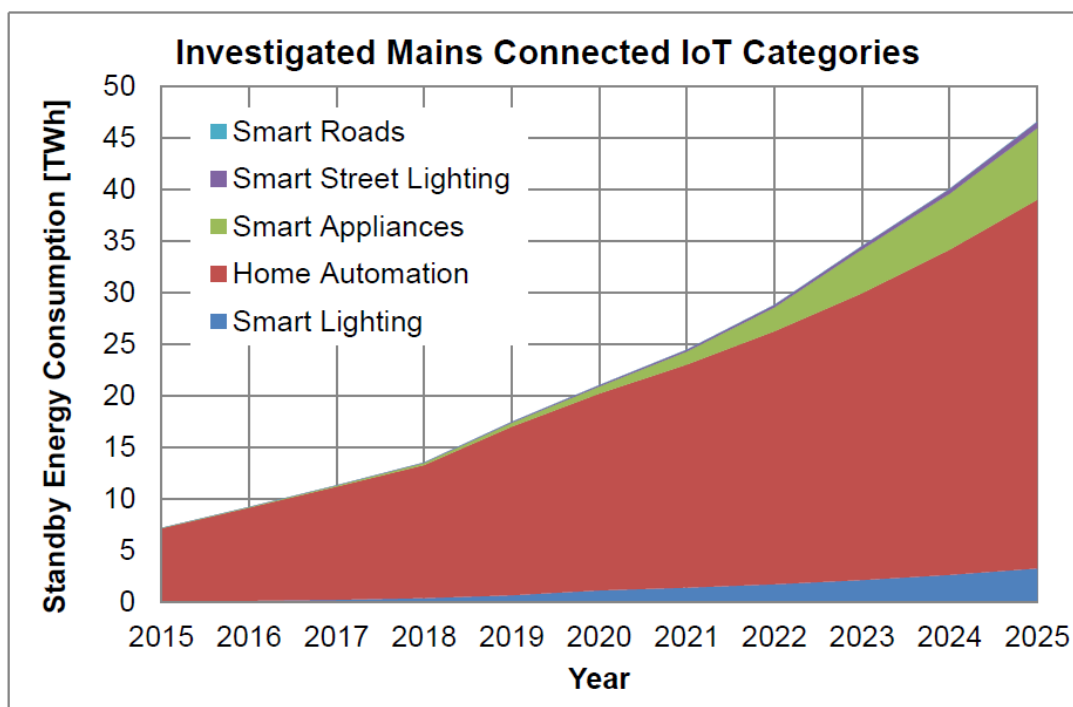 Investigated Mains Connected IoT Categories
Standby Energy Consumption [TWh]
50
45
40
35
30
25
20
15
10
5
0
Smart Roads
Smart Street Lighting
Smart Appliances
Home Automation
Smart Lighting
2015 2016 2017 2018 2019 2020 2021 2022 2023 2024 2025
Year